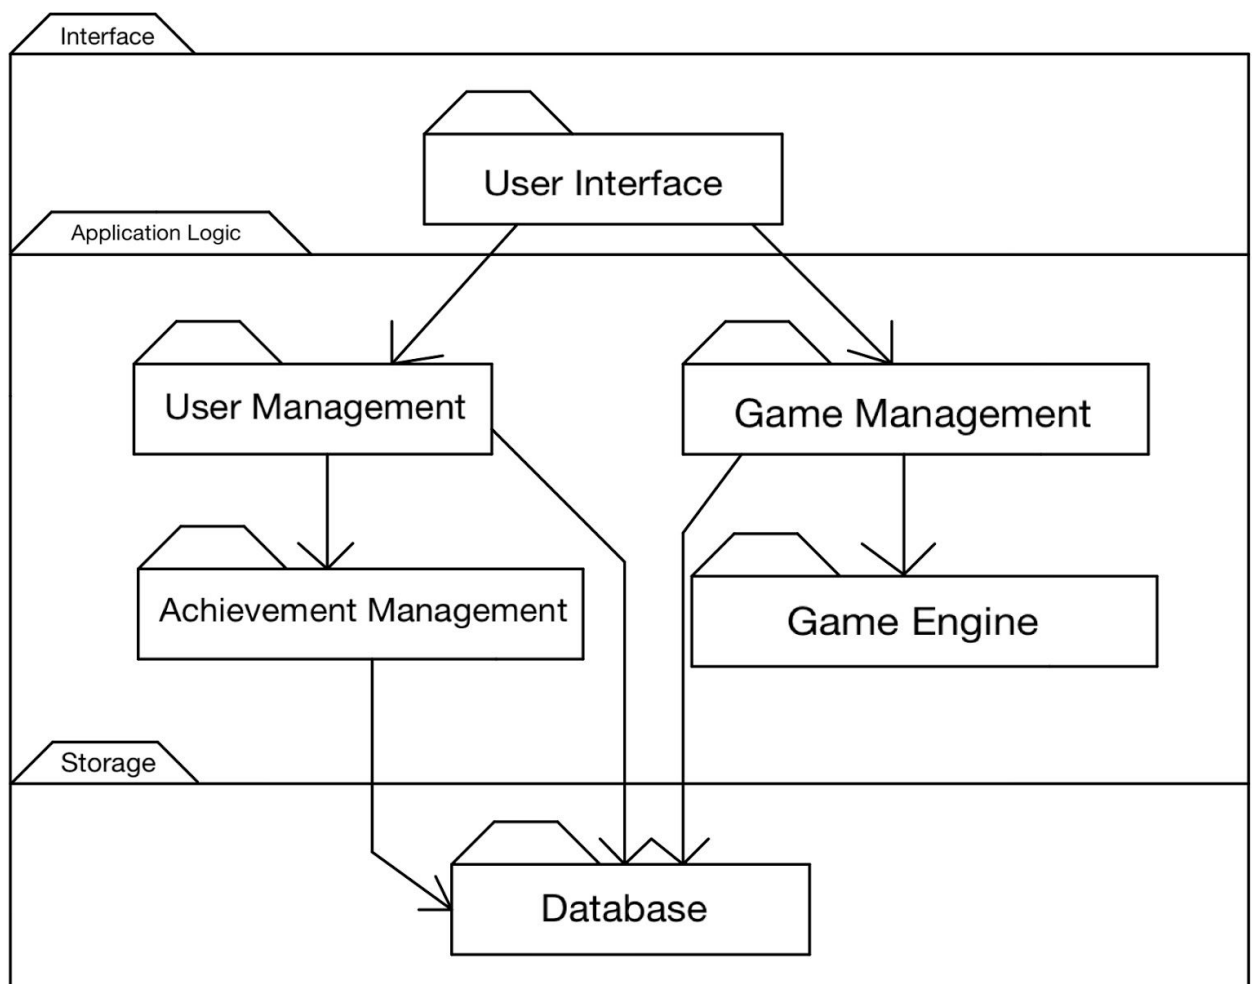 Interface
User Interface
Application Logic
User Management
Game Management
Achievement Management
Game Engine
Storage
Database